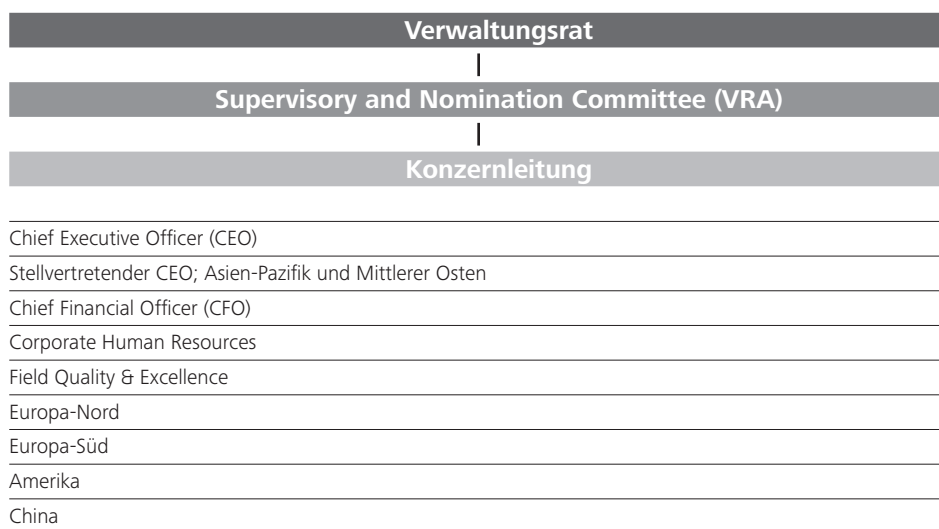 Verwaltungsrat
Supervisory and Nomination Committee (VRA)
Konzernleitung
Chief Executive Officer (CEO)
Stellvertretender CEO; Asien-Pazifik und Mittlerer Osten
Chief Financial Officer (CFO)
Corporate Human Resources
Field Quality & Excellence
Europa-Nord
Europa-Süd
Amerika
China